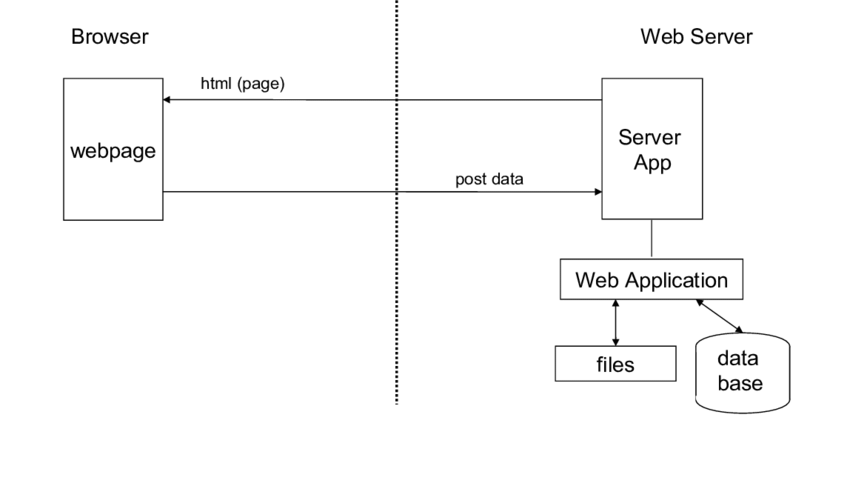 Browser
Web Server
html (page)
webpage
Server
App
post data
Web Application
files
data
base